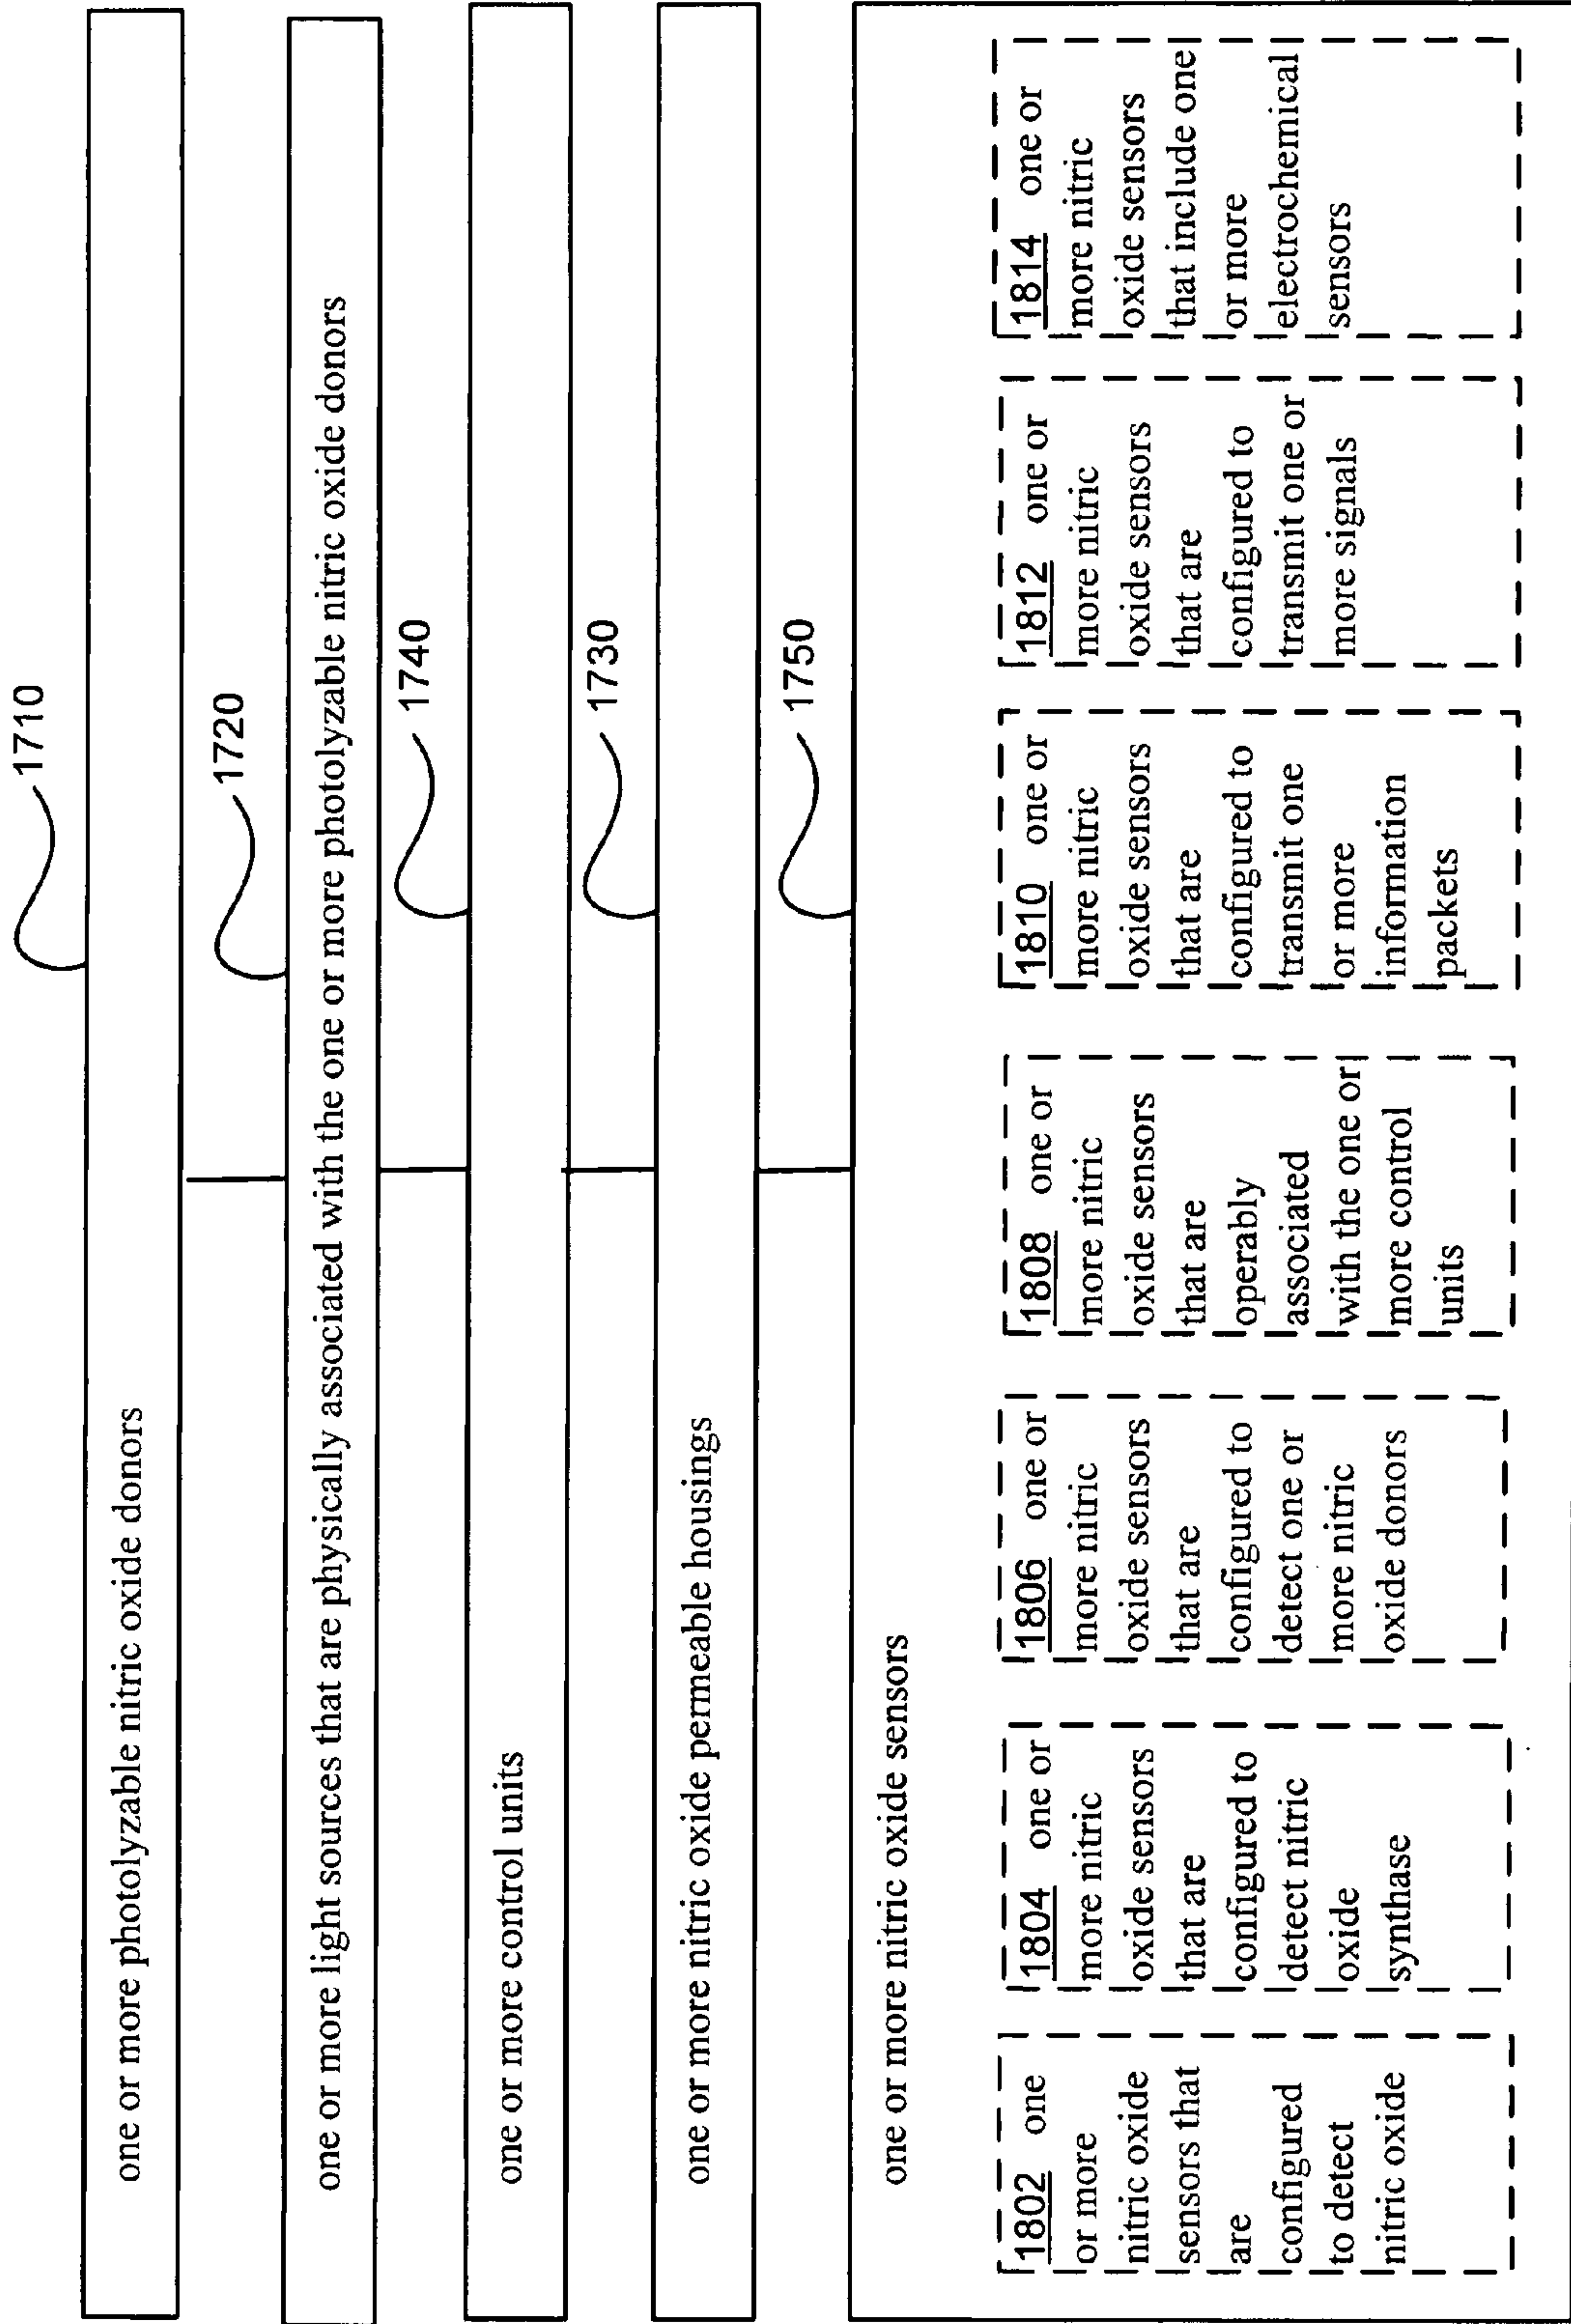 1710
one or more photolyzable nitric oxide donors
1720
one or more light sources that are physically associated with the one or more photolyzable nitric oxide donors
1740
one or more control units
1730
one or more nitric oxide permeable housings
1750
one or more nitric oxide sensors
1802 one
or more
nitric oxide
sensors that
are
configured
to detect
nitric oxide
1804 one or
more nitric
oxide sensors
that are
configured to
detect nitric
oxide
synthase
1806 one or
more nitric
oxide sensors
that are
configured to
detect one or
more nitric
oxide donors
1808 one or
more nitric
oxide sensors
that are
operably
associated
with the one or
more control
units
1810 one or
more nitric
oxide sensors
that are
configured to
transmit one
or more
information
packets
1812 one or
more nitric
oxide sensors
that are
configured to
transmit one or
more signals
1814 one or
more nitric
oxide sensors
that include one
or more
electrochemical
sensors